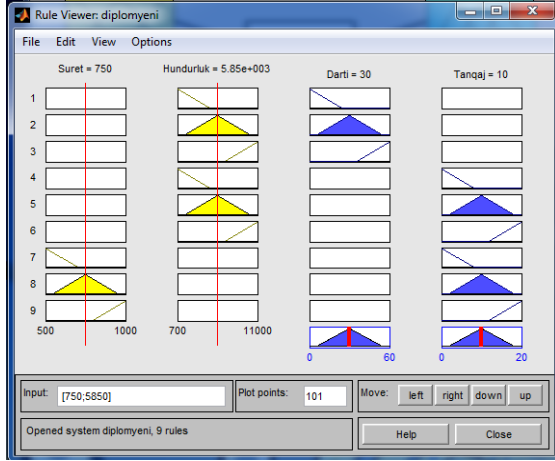 Rule Viewer: diplomyeni
File Edit View Options
Suret = 750 Hundurluk = 5.85e+003 Darti = 30 Tanqaj = 10
1
2
3
4
5
6
7
8
9
500 1000 700 11000
0 60 0 20
Input: [750;5850] Plot points: 101 Move: left right down up
Opened system diplomyeni, 9 rules Help Close